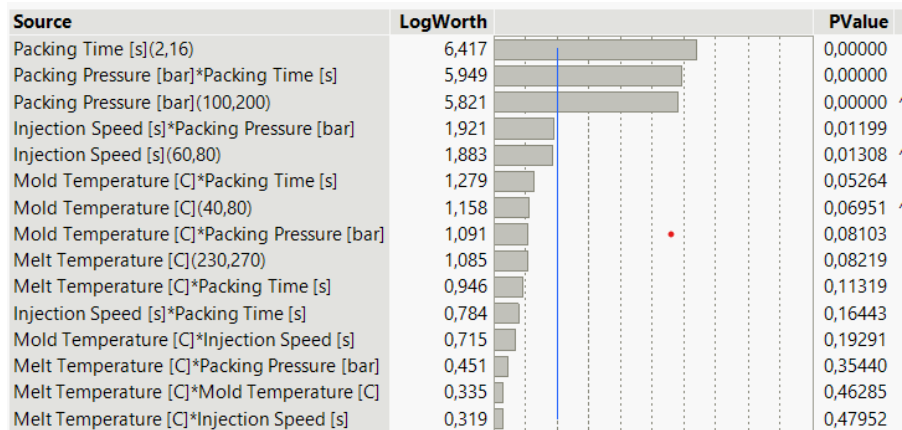 Source LogWorth PValue
Packing Time [s](2,16) 6,417 0,00000
Packing Pressure [bar]*Packing Time [s] 5,949 0,00000
Packing Pressure [bar](100,200) 5,821 0,00000 ^
Injection Speed [s]*Packing Pressure [bar] 1,921 0,01199
Injection Speed [s](60,80) 1,883 0,01308 ^
Mold Temperature [C]*Packing Time [s] 1,279 0,05264
Mold Temperature [C](40,80) 1,158 0,06951 ^
Mold Temperature [C]*Packing Pressure [bar] 1,091 0,08103
Melt Temperature [C](230,270) 1,085 0,08219
Melt Temperature [C]*Packing Time [s] 0,946 0,11319
Injection Speed [s]*Packing Time [s] 0,784 0,16443
Mold Temperature [C]*Injection Speed [s] 0,715 0,19291
Melt Temperature [C]*Packing Pressure [bar] 0,451 0,35440
Melt Temperature [C]*Mold Temperature [C] 0,335 0,46285
Melt Temperature [C]*Injection Speed [s] 0,319 0,47952